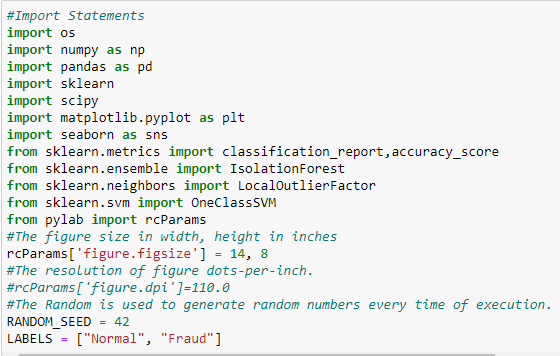 #Import Statements
import os
import numpy as np
import pandas as pd
import sklearn
import scipy
import matplotlib.pyplot as plt
import seaborn as sns
from sklearn.metrics import classification_report,accuracy_score
from sklearn.ensemble import IsolationForest
from sklearn.neighbors import LocalOutlierFactor
from sklearn.svm import OneClassSVM
from pylab import rcParams
#The figure size in width, height in inches
rcParams['figure.figsize'] = 14, 8
#The resolution of figure dots-per-inch.
#rcParams['figure.dpi']=110.0
#The Random is used to generate random numbers every time of execution.
RANDOM_SEED = 42
LABELS = ["Normal", "Fraud"]